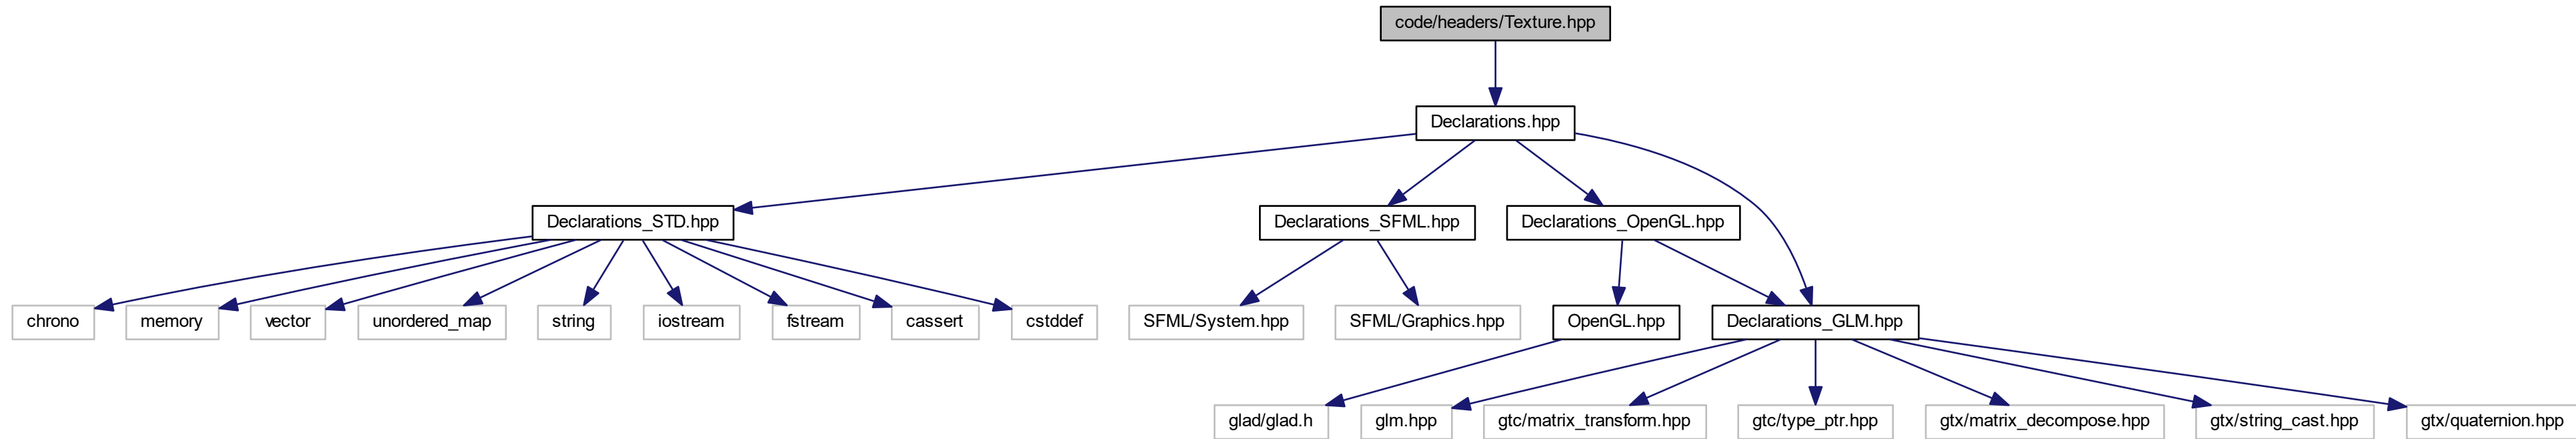 code/headers/Texture.hpp
Declarations.hpp
Declarations_STD.hpp
Declarations_SFML.hpp
Declarations_OpenGL.hpp
chrono
memory
vector
unordered_map
string
iostream
fstream
cassert
cstddef
SFML/System.hpp
SFML/Graphics.hpp
OpenGL.hpp
Declarations_GLM.hpp
glad/glad.h
glm.hpp
gtc/matrix_transform.hpp
gtc/type_ptr.hpp
gtx/matrix_decompose.hpp
gtx/string_cast.hpp
gtx/quaternion.hpp